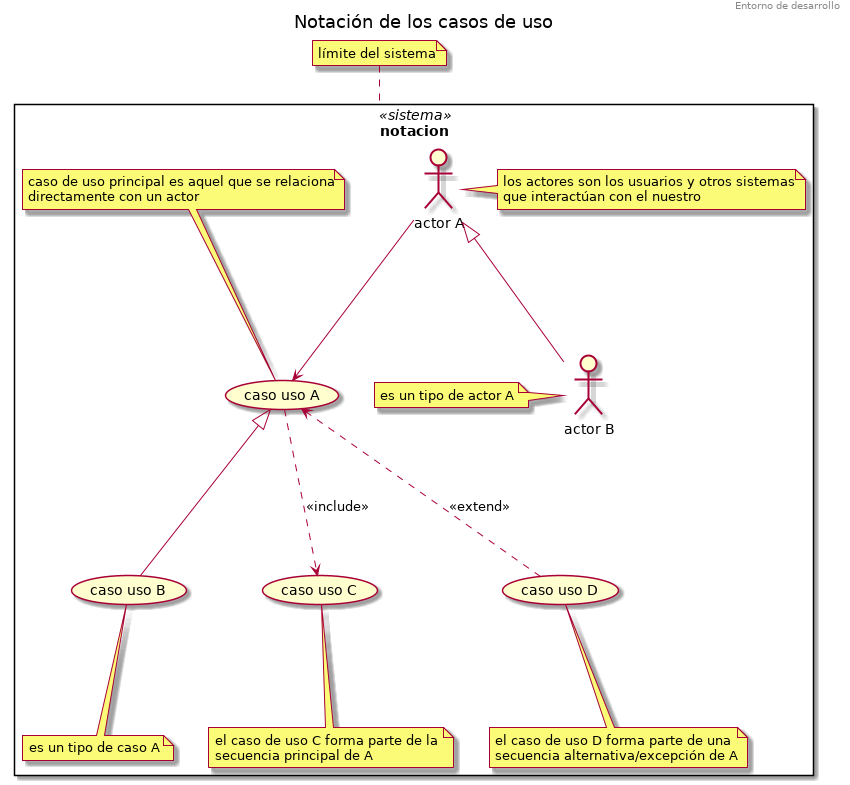 Entorno de desarrollo
Notación de los casos de uso
límite del sistema
«sistema»
notacion
caso de uso principal es aquel que se relaciona
directamente con un actor
los actores son los usuarios y otros sistemas
que interactúan con el nuestro
actor A
caso uso A
es un tipo de actor A
actor B
«include»
«extend»
caso uso B
caso uso C
caso uso D
es un tipo de caso A
el caso de uso C forma parte de la
secuencia principal de A
el caso de uso D forma parte de una
secuencia alternativa/excepción de A